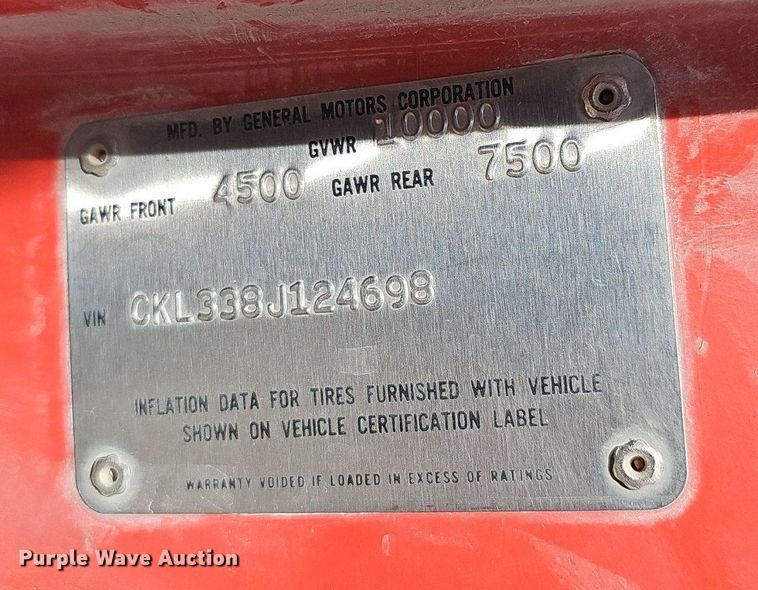 MFD. BY GENERAL MOTORS CORPORATION
GVWR 10000
GAWR FRONT 4500 GAWR REAR 7500
VIN CKL338J124698
INFLATION DATA FOR TIRES FURNISHED WITH VEHICLE
SHOWN ON VEHICLE CERTIFICATION LABEL
WARRANTY VOIDED IF LOADED IN EXCESS OF RATINGS
Purple Wave Auction